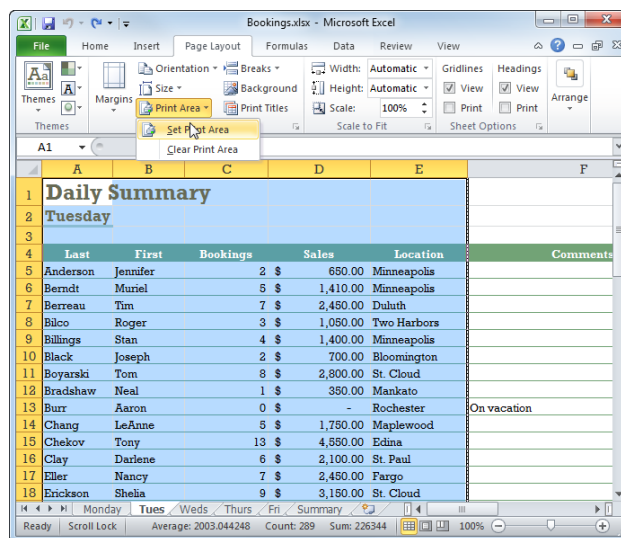 Bookings.xlsx - Microsoft Excel
File Home Insert Page Layout Formulas Data Review View
Themes
Margins
Orientation
Size
Print Area
Breaks
Background
Print Titles
Width: Automatic
Height: Automatic
Scale: 100%
Gridlines
View
Print
Headings
View
Print
Arrange
Themes Scale to Fit Sheet Options
Set Print Area
Clear Print Area
A1
A B C D E F
1 Daily Summary
2 Tuesday
3
4 Last First Bookings Sales Location Comments
5 Anderson Jennifer 2 $ 650.00 Minneapolis
6 Berndt Muriel 5 $ 1,410.00 Minneapolis
7 Berreau Tim 7 $ 2,450.00 Duluth
8 Bilco Roger 3 $ 1,050.00 Two Harbors
9 Billings Stan 4 $ 1,400.00 Minneapolis
10 Black Joseph 2 $ 700.00 Bloomington
11 Boyarski Tom 8 $ 2,800.00 St. Cloud
12 Bradshaw Neal 1 $ 350.00 Mankato
13 Burr Aaron 0 $ - Rochester On vacation
14 Chang LeAnne 5 $ 1,750.00 Maplewood
15 Chekov Tony 13 $ 4,550.00 Edina
16 Clay Darlene 6 $ 2,100.00 St. Paul
17 Eller Nancy 7 $ 2,450.00 Fargo
18 Erickson Shelia 9 $ 3,150.00 St. Cloud
Monday Tues Weds Thurs Fri Summary
Ready Scroll Lock Average: 2003.044248 Count: 289 Sum: 226344 100%